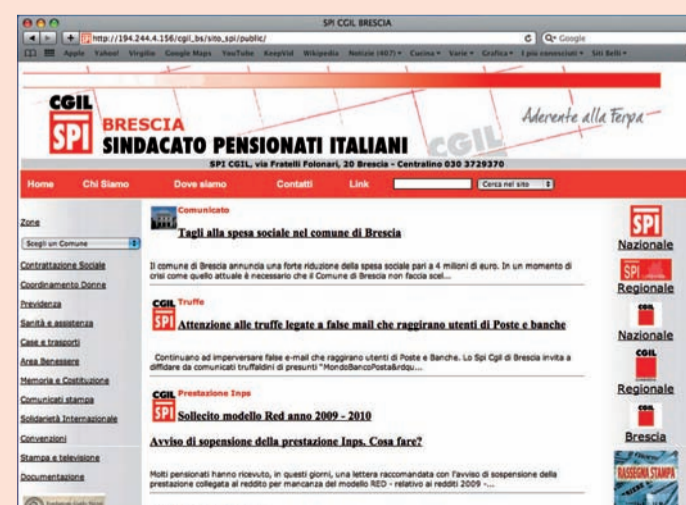 SPI CGIL BRESCIA
http://194.244.4.156/cgil_bs/sito_spi/public/
Google
Apple Yahoo! Virgilio Google Maps YouTube KeepVid Wikipedia Notizie (407) Cucina Varie Grafica I più conosciuti Siti Belli
CGIL
SPI
BRESCIA
SINDACATO PENSIONATI ITALIANI
CGIL
Aderente alla Ferpa
SPI CGIL, via Fratelli Folonari, 20 Brescia - Centralino 030 3729370
Home Chi Siamo Dove siamo Contatti Link Cerca nel sito
Zone
Scegli un Comune
Contrattazione Sociale
Coordinamento Donne
Previdenza
Sanità e assistenza
Case e trasporti
Area Benessere
Memoria e Costituzione
Comunicati stampa
Solidarietà Internazionale
Convenzioni
Stampa e televisione
Documentazione
Comunicato
Tagli alla spesa sociale nel comune di Brescia
Il comune di Brescia annuncia una forte riduzione della spesa sociale pari a 4 milioni di euro. In un momento di
crisi come quello attuale è necessario che il Comune di Brescia non faccia scel...
CGIL
SPI
Truffe
Attenzione alle truffe legate a false mail che raggirano utenti di Poste e banche
Continuano ad imperversare false e-mail che raggirano utenti di Poste e Banche. Lo Spi Cgil di Brescia invita a
diffidare da comunicati truffaldini di presunti "MondoBancoPosta&rdqu...
CGIL
SPI
Prestazione Inps
Sollecito modello Red anno 2009 - 2010
Avviso di sopensione della prestazione Inps. Cosa fare?
Molti pensionati hanno ricevuto, in questi giorni, una lettera raccomandata con l'avviso di sospensione della
prestazione collegata al reddito per mancanza del modello RED - relativo ai redditi 2009 -...
SPI
Nazionale
SPI
Regionale
CGIL
Nazionale
CGIL
Regionale
CGIL
Brescia
RASSEGNA STAMPA